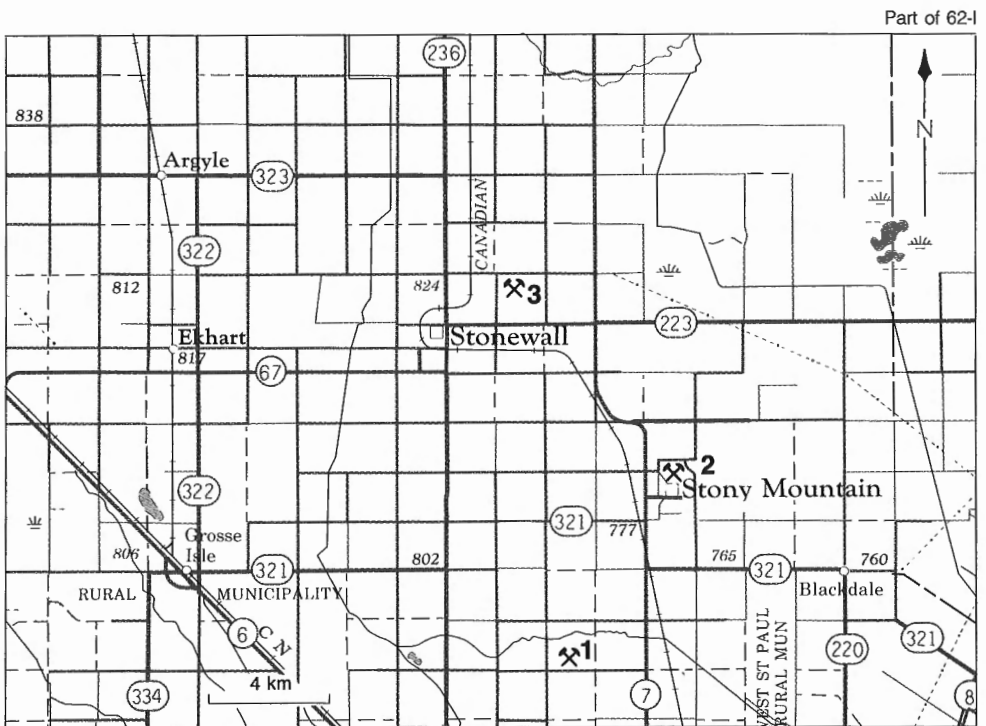 Part of 62-I
236
838
N
Argyle
323
CANADIAN
322
812
824
3
223
Ekhart
817
Stonewall
67
2
Stony Mountain
322
321
777
Grosse
Isle
806
802
765
321
760
321
RURAL
MUNICIPALITY
Blackdale
6
CN
1
WEST ST PAUL
RURAL MUN
321
220
4 km
334
7
8